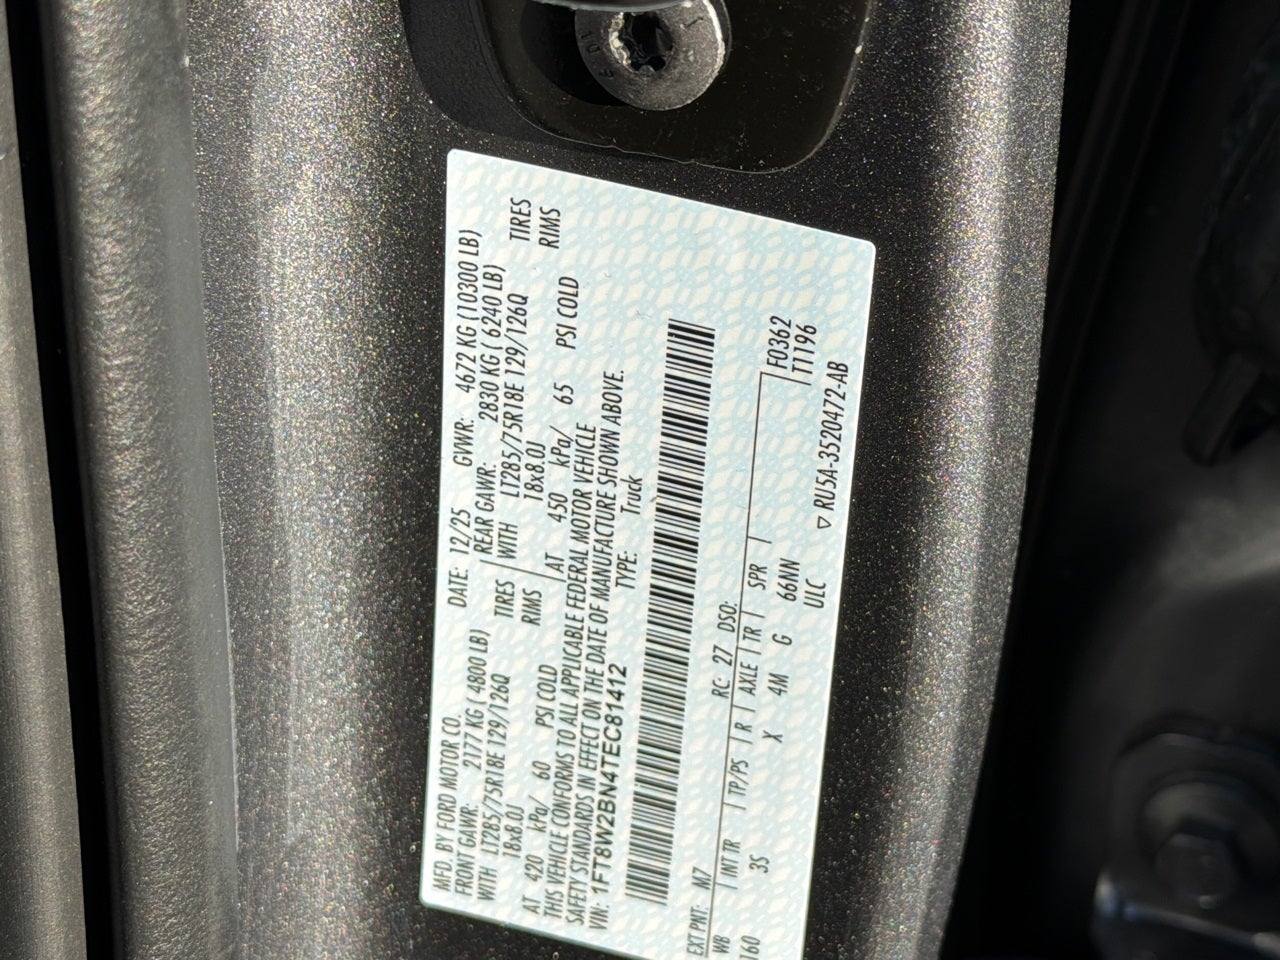 MFD. BY FORD MOTOR CO.
DATE: 12/25 GVWR: 4672 KG (10300 LB)
FRONT GAWR: 2177 KG ( 4800 LB)
REAR GAWR: 2830 KG ( 6240 LB)
WITH LT285/75R18E 129/126Q TIRES
WITH LT285/75R18E 129/126Q TIRES
18x8.0J RIMS
18x8.0J RIMS
AT 420 kPa/ 60 PSI COLD
AT 450 kPa/ 65 PSI COLD
THIS VEHICLE CONFORMS TO ALL APPLICABLE FEDERAL MOTOR VEHICLE
SAFETY STANDARDS IN EFFECT ON THE DATE OF MANUFACTURE SHOWN ABOVE.
VIN: 1FT8W2BN4TEC81412 TYPE: Truck
EXT PNT: M7 RC: 27 DSO: F0362
WB INT TR TP/PS R AXLE TR SPR T1196
160 3S X 4M G 66NN
ULC
▽ RU5A-3520472-AB